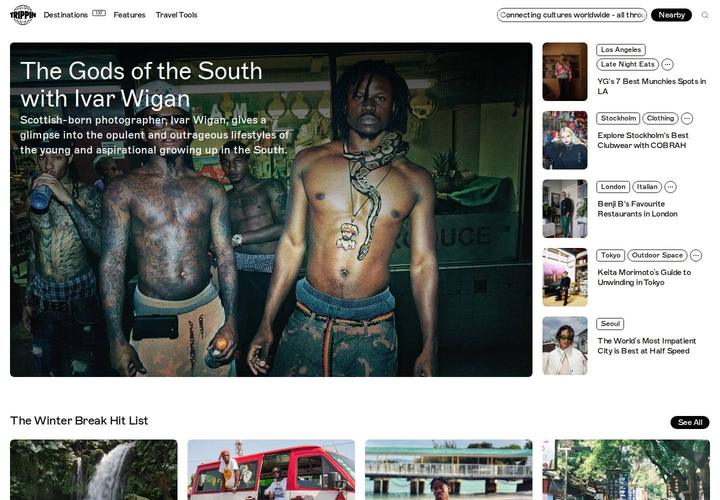 TRIPPIN
Destinations
137
Features
Travel Tools
Connecting cultures worldwide - all thro
Nearby
The Gods of the South
with Ivar Wigan
Scottish-born photographer, Ivar Wigan, gives a
glimpse into the opulent and outrageous lifestyles of
the young and aspirational growing up in the South.
PRODUCE
Los Angeles
Late Night Eats
YG's 7 Best Munchies Spots in
LA
Stockholm
Clothing
Explore Stockholm's Best
Clubwear with COBRAH
London
Italian
Benji B's Favourite
Restaurants in London
Tokyo
Outdoor Space
Keita Morimoto's Guide to
Unwinding in Tokyo
Seoul
The World's Most Impatient
City is Best at Half Speed
The Winter Break Hit List
See All